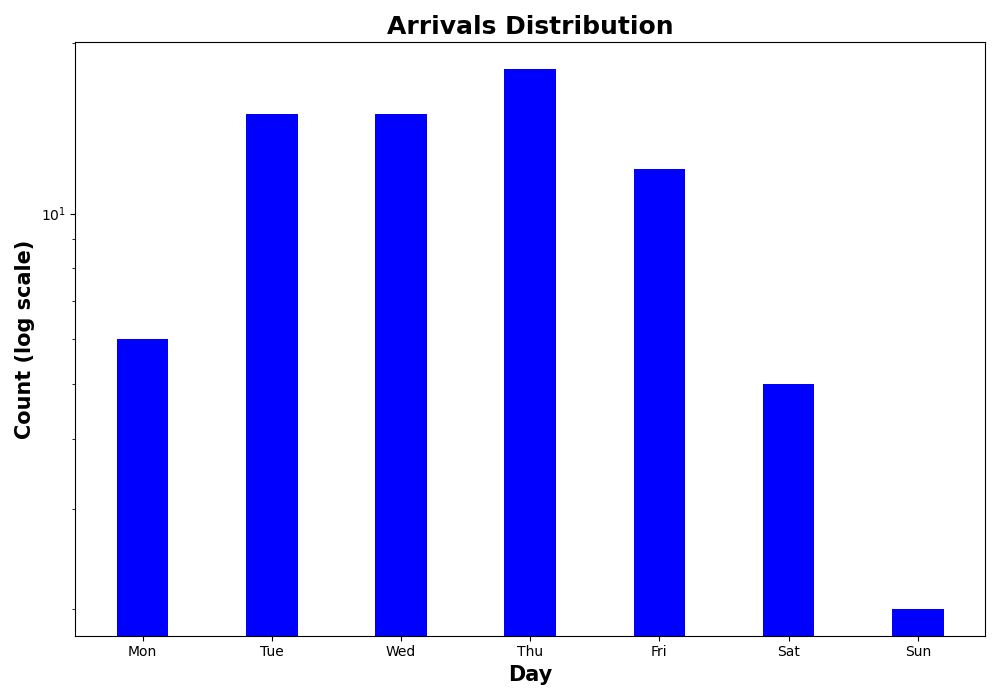 Arrivals Distribution
Count (log scale)
10¹
Mon Tue Wed Thu Fri Sat Sun
Day